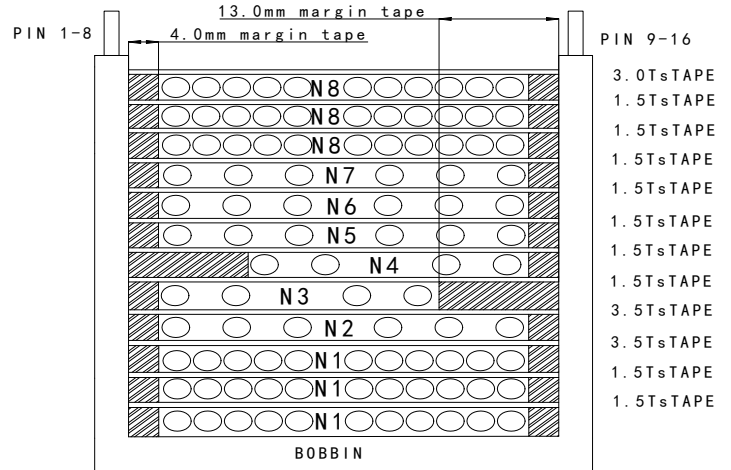 13.0mm margin tape
PIN 1-8
4.0mm margin tape
PIN 9-16
N8
3.0TsTAPE
1.5TsTAPE
N8
1.5TsTAPE
N8
1.5TsTAPE
N7
1.5TsTAPE
N6
1.5TsTAPE
N5
1.5TsTAPE
N4
1.5TsTAPE
N3
3.5TsTAPE
N2
3.5TsTAPE
N1
1.5TsTAPE
N1
1.5TsTAPE
N1
BOBBIN